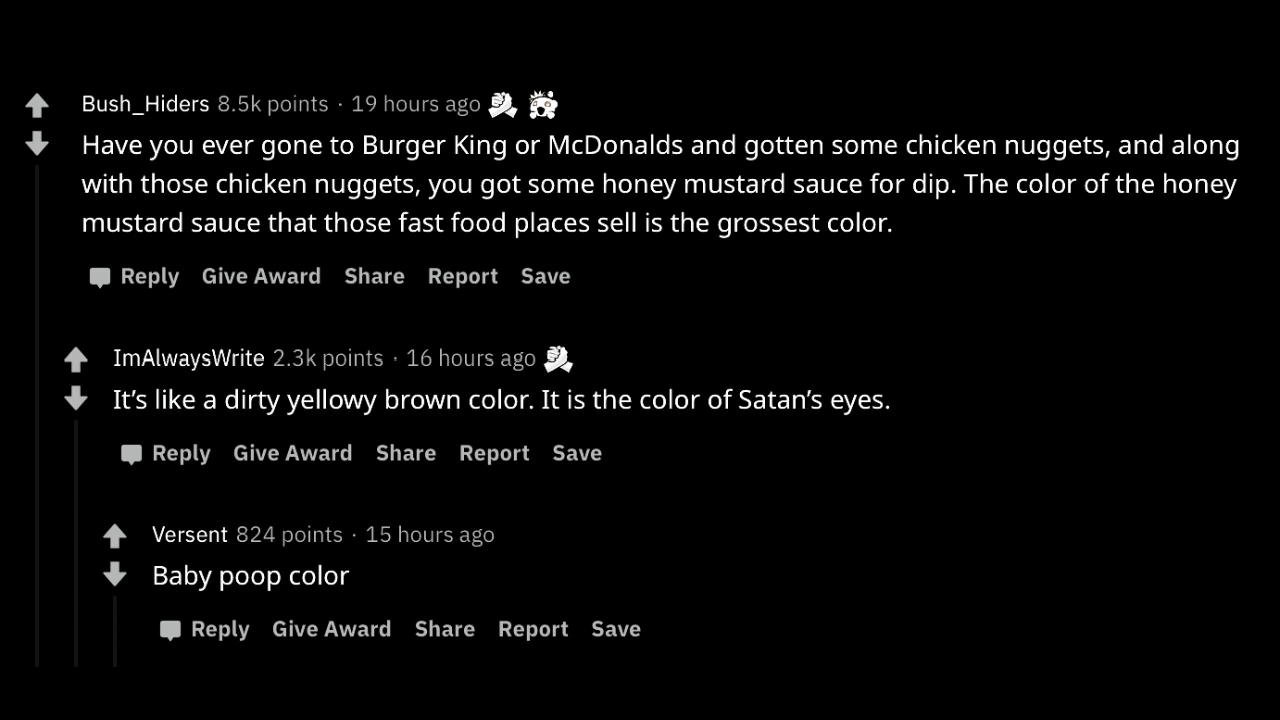 Bush_Hiders 8.5k points · 19 hours ago
Have you ever gone to Burger King or McDonalds and gotten some chicken nuggets, and along
with those chicken nuggets, you got some honey mustard sauce for dip. The color of the honey
mustard sauce that those fast food places sell is the grossest color.
Reply Give Award Share Report Save
ImAlwaysWrite 2.3k points · 16 hours ago
It’s like a dirty yellowy brown color. It is the color of Satan’s eyes.
Reply Give Award Share Report Save
Versent 824 points · 15 hours ago
Baby poop color
Reply Give Award Share Report Save